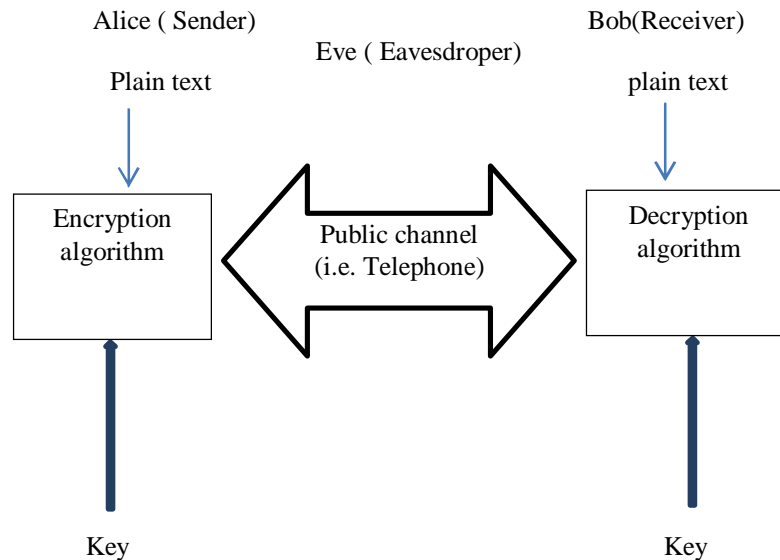 Alice ( Sender)
Eve ( Eavesdroper)
Bob(Receiver)
Plain text
plain text
Encryption
algorithm
Public channel
(i.e. Telephone)
Decryption
algorithm
Key
Key